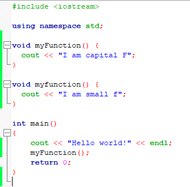 #include <iostream>
using namespace std;
void myFunction() {
cout << "I am capital F";
}
void myfunction() {
cout << "I am small f";
}
int main()
{
cout << "Hello world!" << endl;
myFunction();
return 0;
}